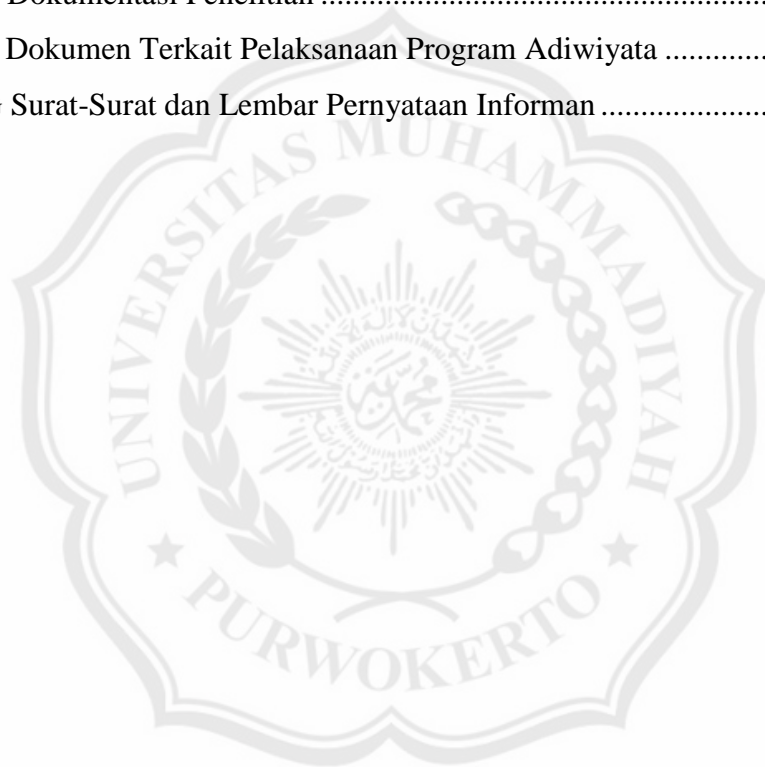 Dokumentasi Penelitian ....................................................................
Dokumen Terkait Pelaksanaan Program Adiwiyata .............
Surat-Surat dan Lembar Pernyataan Informan .....................
UNIVERSITAS MUHAMMADIYAH
PURWOKERTO